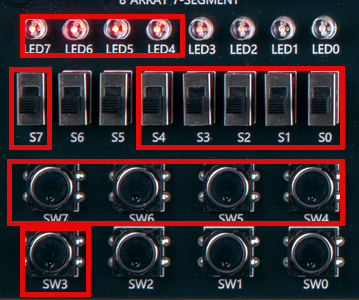 8 ARRAY 7-SEGMENT
LED7 LED6 LED5 LED4 LED3 LED2 LED1 LED0
S7 S6 S5 S4 S3 S2 S1 S0
SW7 SW6 SW5 SW4
SW3 SW2 SW1 SW0